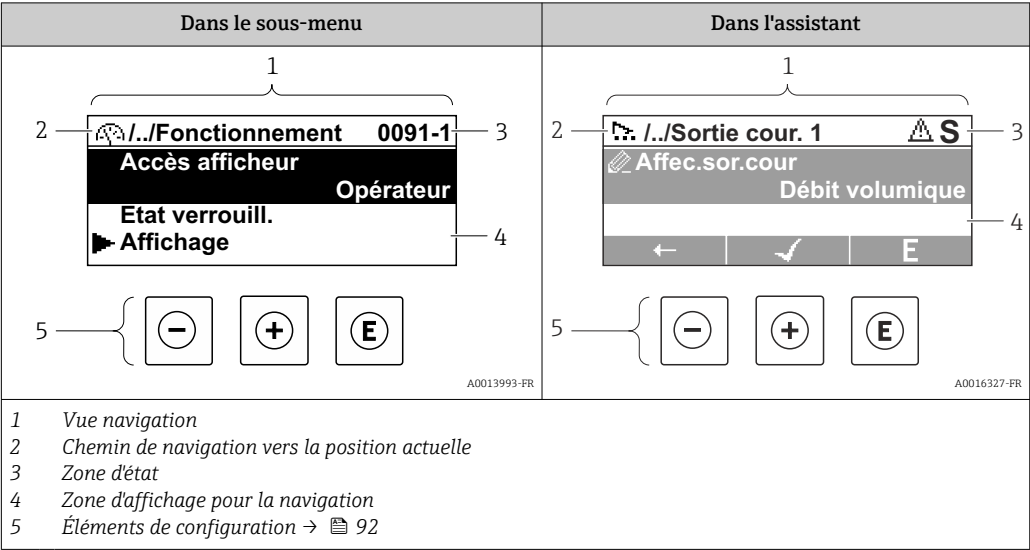 Dans le sous-menu
Dans l'assistant
1
2
/../Fonctionnement 0091-1
3
Accès afficheur
Opérateur
Etat verrouill.
Affichage
4
5
- + E
A0013993-FR
1
2
/../Sortie cour. 1 S
3
Affec.sor.cour
Débit volumique
4
← ✓ E
5
- + E
A0016327-FR
1 Vue navigation
2 Chemin de navigation vers la position actuelle
3 Zone d'état
4 Zone d'affichage pour la navigation
5 Éléments de configuration → 92